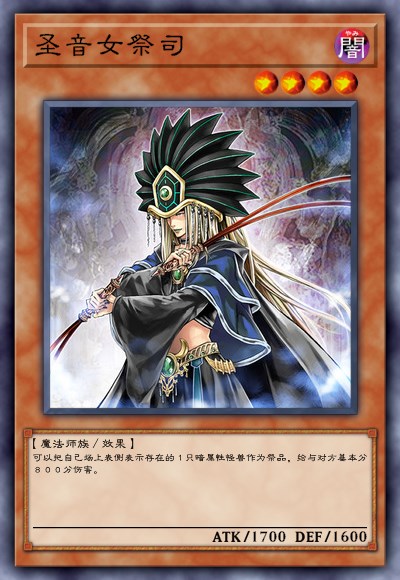 圣音女祭司
やみ
闇
【魔法师族/效果】
可以把自己场上表侧表示存在的1只暗属性怪兽作为祭品,给与对方基本分
800分伤害。
ATK/1700 DEF/1600